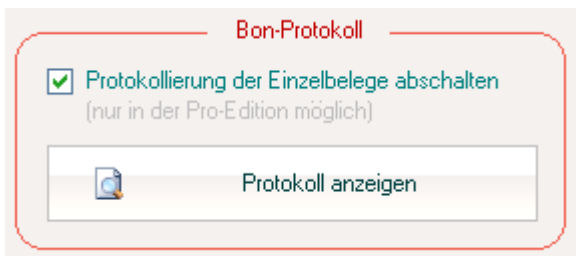 Bon-Protokoll
Protokollierung der Einzelbelege abschalten
(nur in der Pro-Edition möglich)
Protokoll anzeigen